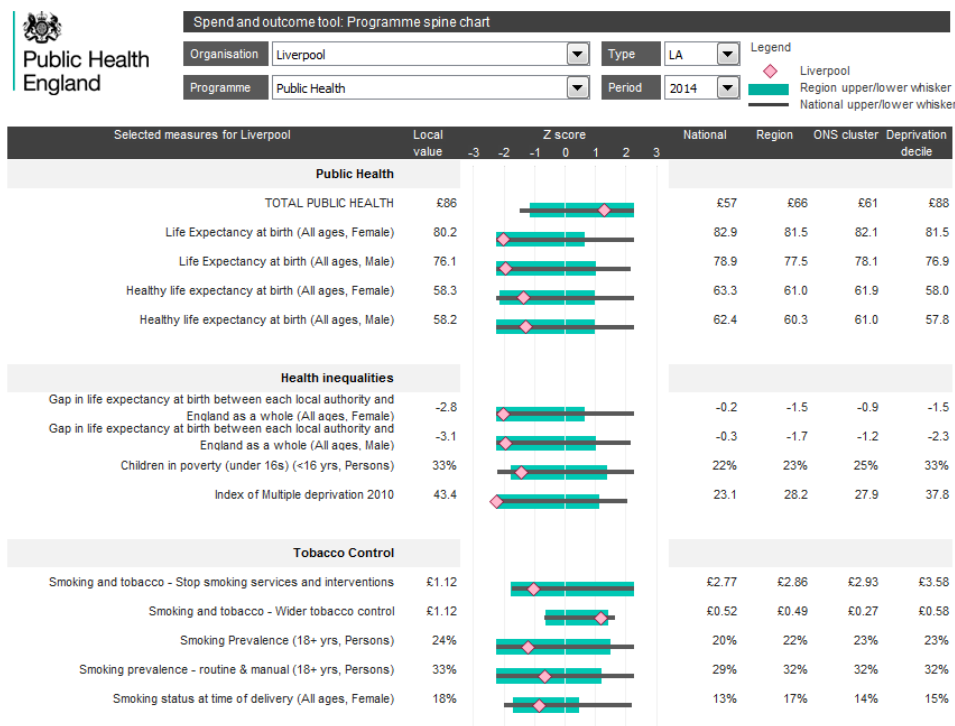 Public Health
England
Spend and outcome tool: Programme spine chart
Organisation Liverpool Type LA
Programme Public Health Period 2014
Legend
Liverpool
Region upper/lower whisker
National upper/lower whisker
Selected measures for Liverpool Local value Z score National Region ONS cluster Deprivation decile
-3 -2 -1 0 1 2 3
Public Health
TOTAL PUBLIC HEALTH £86 £57 £66 £61 £88
Life Expectancy at birth (All ages, Female) 80.2 82.9 81.5 82.1 81.5
Life Expectancy at birth (All ages, Male) 76.1 78.9 77.5 78.1 76.9
Healthy life expectancy at birth (All ages, Female) 58.3 63.3 61.0 61.9 58.0
Healthy life expectancy at birth (All ages, Male) 58.2 62.4 60.3 61.0 57.8
Health inequalities
Gap in life expectancy at birth between each local authority and
England as a whole (All ages, Female) -2.8 -0.2 -1.5 -0.9 -1.5
Gap in life expectancy at birth between each local authority and
England as a whole (All ages, Male) -3.1 -0.3 -1.7 -1.2 -2.3
Children in poverty (under 16s) (<16 yrs, Persons) 33% 22% 23% 25% 33%
Index of Multiple deprivation 2010 43.4 23.1 28.2 27.9 37.8
Tobacco Control
Smoking and tobacco - Stop smoking services and interventions £1.12 £2.77 £2.86 £2.93 £3.58
Smoking and tobacco - Wider tobacco control £1.12 £0.52 £0.49 £0.27 £0.58
Smoking Prevalence (18+ yrs, Persons) 24% 20% 22% 23% 23%
Smoking prevalence - routine & manual (18+ yrs, Persons) 33% 29% 32% 32% 32%
Smoking status at time of delivery (All ages, Female) 18% 13% 17% 14% 15%